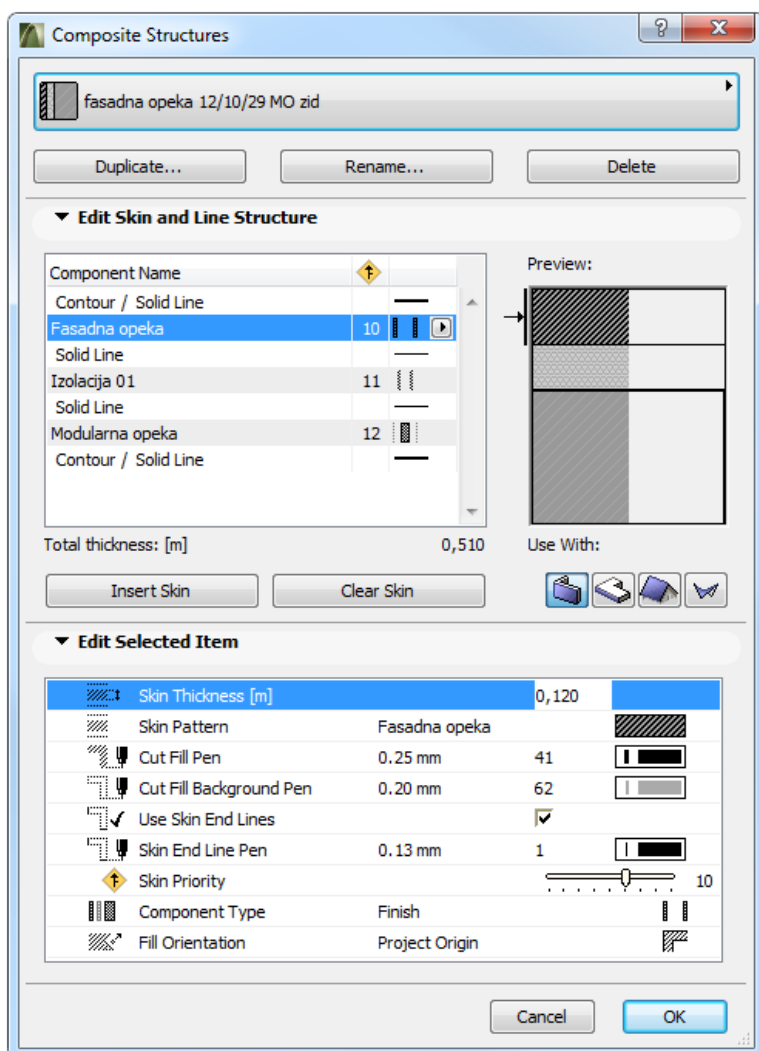 Composite Structures
fasadna opeka 12/10/29 MO zid
Duplicate... Rename... Delete
Edit Skin and Line Structure
Component Name
Preview:
Contour / Solid Line
Fasadna opeka 10
Solid Line
Izolacija 01 11
Solid Line
Modularna opeka 12
Contour / Solid Line
Total thickness: [m] 0,510 Use With:
Insert Skin Clear Skin
Edit Selected Item
Skin Thickness [m] 0,120
Skin Pattern Fasadna opeka
Cut Fill Pen 0.25 mm 41
Cut Fill Background Pen 0.20 mm 62
Use Skin End Lines
Skin End Line Pen 0.13 mm 1
Skin Priority 10
Component Type Finish
Fill Orientation Project Origin
Cancel OK